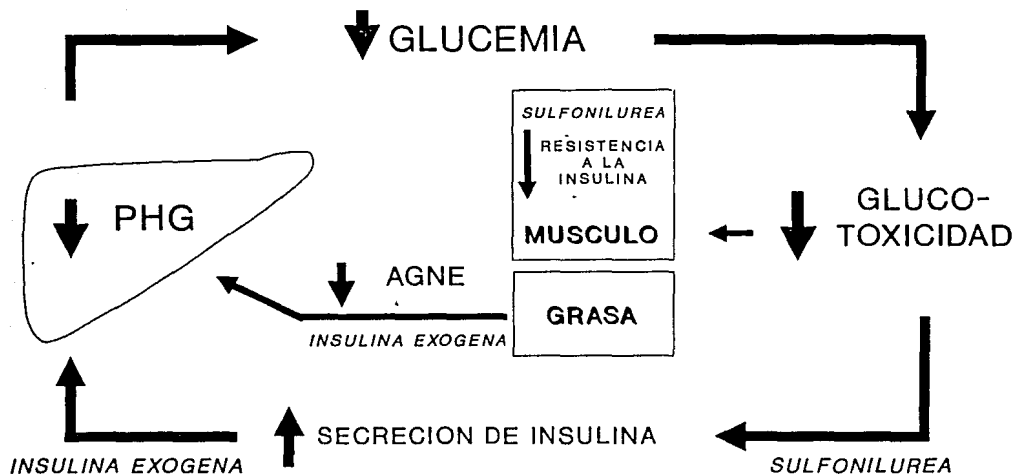 GLUCEMIA
SULFONILUREA
RESISTENCIA
A LA
INSULINA
MUSCULO
PHG
GLUCO-
TOXICIDAD
AGNE
GRASA
INSULINA EXOGENA
SECRECION DE INSULINA
INSULINA EXOGENA
SULFONILUREA